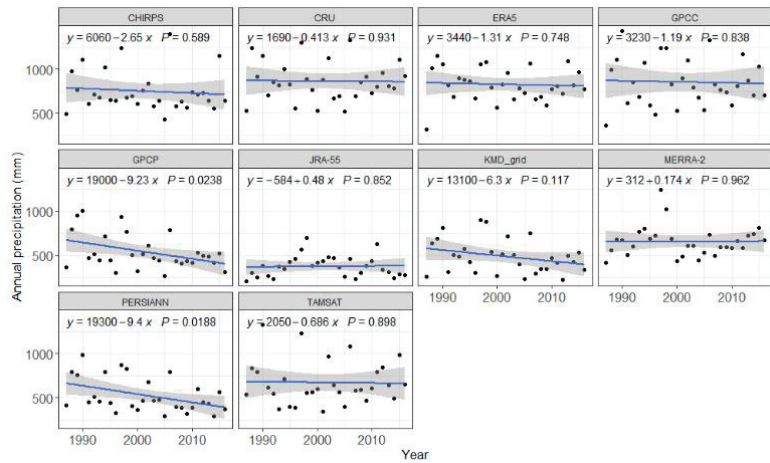 CHIRPS
CRU
ERA5
GPCC
y = 6060 − 2.65 x P = 0.589
y = 1690 − 0.413 x P = 0.931
y = 3440 − 1.31 x P = 0.748
y = 3230 − 1.19 x P = 0.838
1000
500
GPCP
JRA-55
KMD_grid
MERRA-2
y = 19000 − 9.23 x P = 0.0238
y = −584 + 0.48 x P = 0.852
y = 13100 − 6.3 x P = 0.117
y = 312 + 0.174 x P = 0.962
Annual precipitation (mm)
1000
500
PERSIANN
TAMSAT
1990 2000 2010
1990 2000 2010
y = 19300 − 9.4 x P = 0.0188
y = 2050 − 0.686 x P = 0.898
1000
500
1990 2000 2010
1990 2000 2010
Year